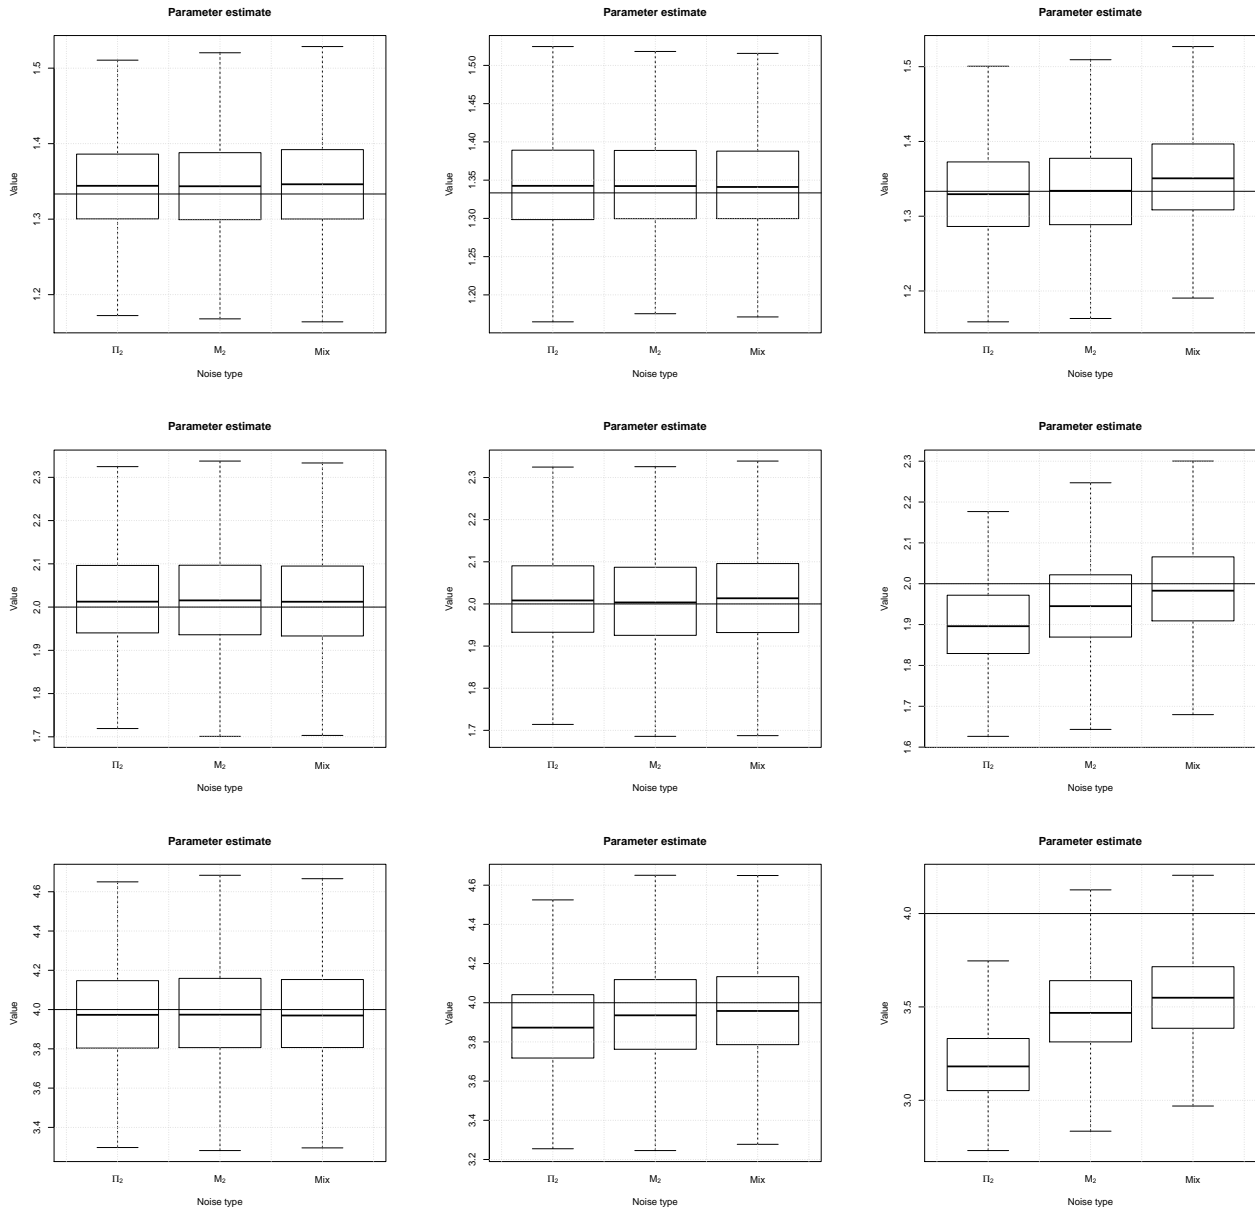 Parameter estimate
Parameter estimate
Parameter estimate
Value
1.2 1.3 1.4 1.5
Π₂ M₂ Mix
Noise type
Value
1.20 1.25 1.30 1.35 1.40 1.45 1.50
Π₂ M₂ Mix
Noise type
Value
1.2 1.3 1.4 1.5
Π₂ M₂ Mix
Noise type
Parameter estimate
Parameter estimate
Parameter estimate
Value
1.7 1.8 1.9 2.0 2.1 2.2 2.3
Π₂ M₂ Mix
Noise type
Value
1.7 1.8 1.9 2.0 2.1 2.2 2.3
Π₂ M₂ Mix
Noise type
Value
1.6 1.7 1.8 1.9 2.0 2.1 2.2 2.3
Π₂ M₂ Mix
Noise type
Parameter estimate
Parameter estimate
Parameter estimate
Value
3.4 3.6 3.8 4.0 4.2 4.4 4.6
Π₂ M₂ Mix
Noise type
Value
3.2 3.4 3.6 3.8 4.0 4.2 4.4 4.6
Π₂ M₂ Mix
Noise type
Value
3.0 3.5 4.0
Π₂ M₂ Mix
Noise type